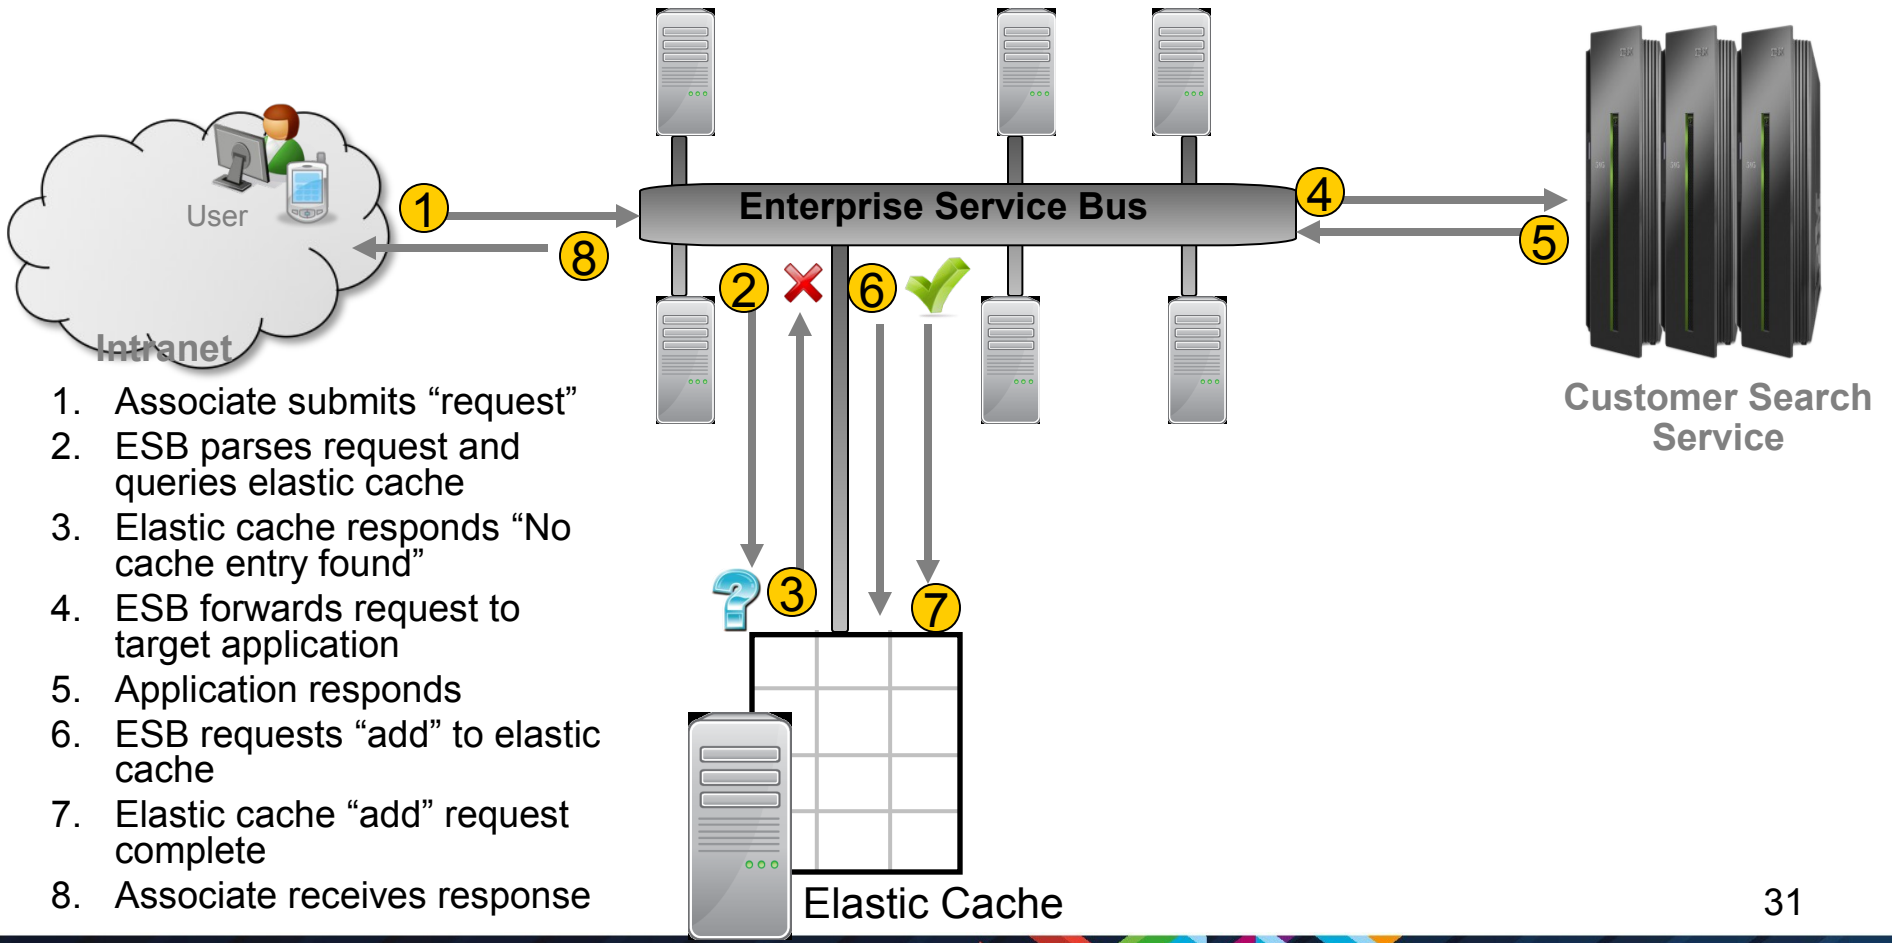 Enterprise Service Bus
User
Intranet
1
8
2
6
4
5
3
7
1. Associate submits “request”
2. ESB parses request and
queries elastic cache
3. Elastic cache responds “No
cache entry found”
4. ESB forwards request to
target application
5. Application responds
6. ESB requests “add” to elastic
cache
7. Elastic cache “add” request
complete
8. Associate receives response
Customer Search
Service
Elastic Cache
31